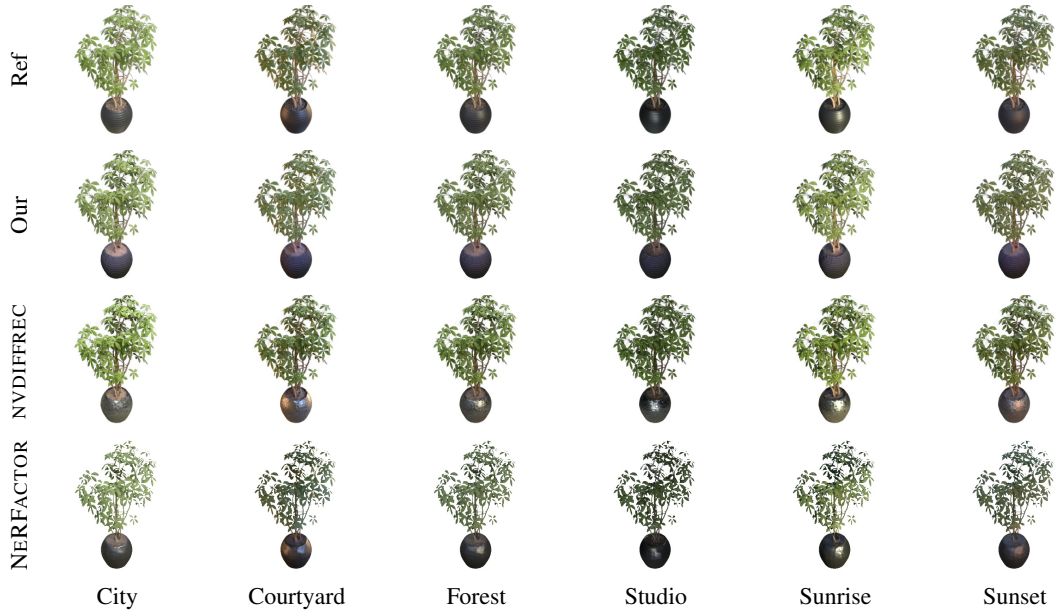 Ref
Our
NVDIFFREC
NERFACTOR
City
Courtyard
Forest
Studio
Sunrise
Sunset